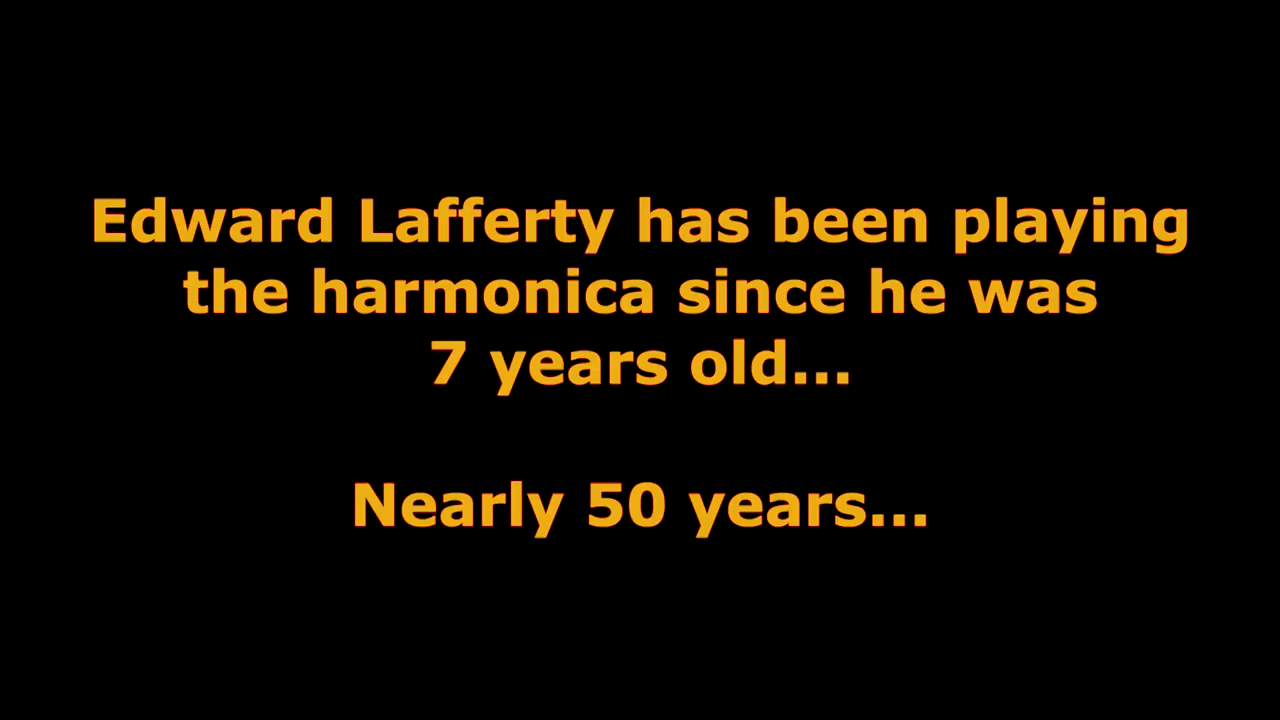 Edward Lafferty has been playing
the harmonica since he was
7 years old...
Nearly 50 years...